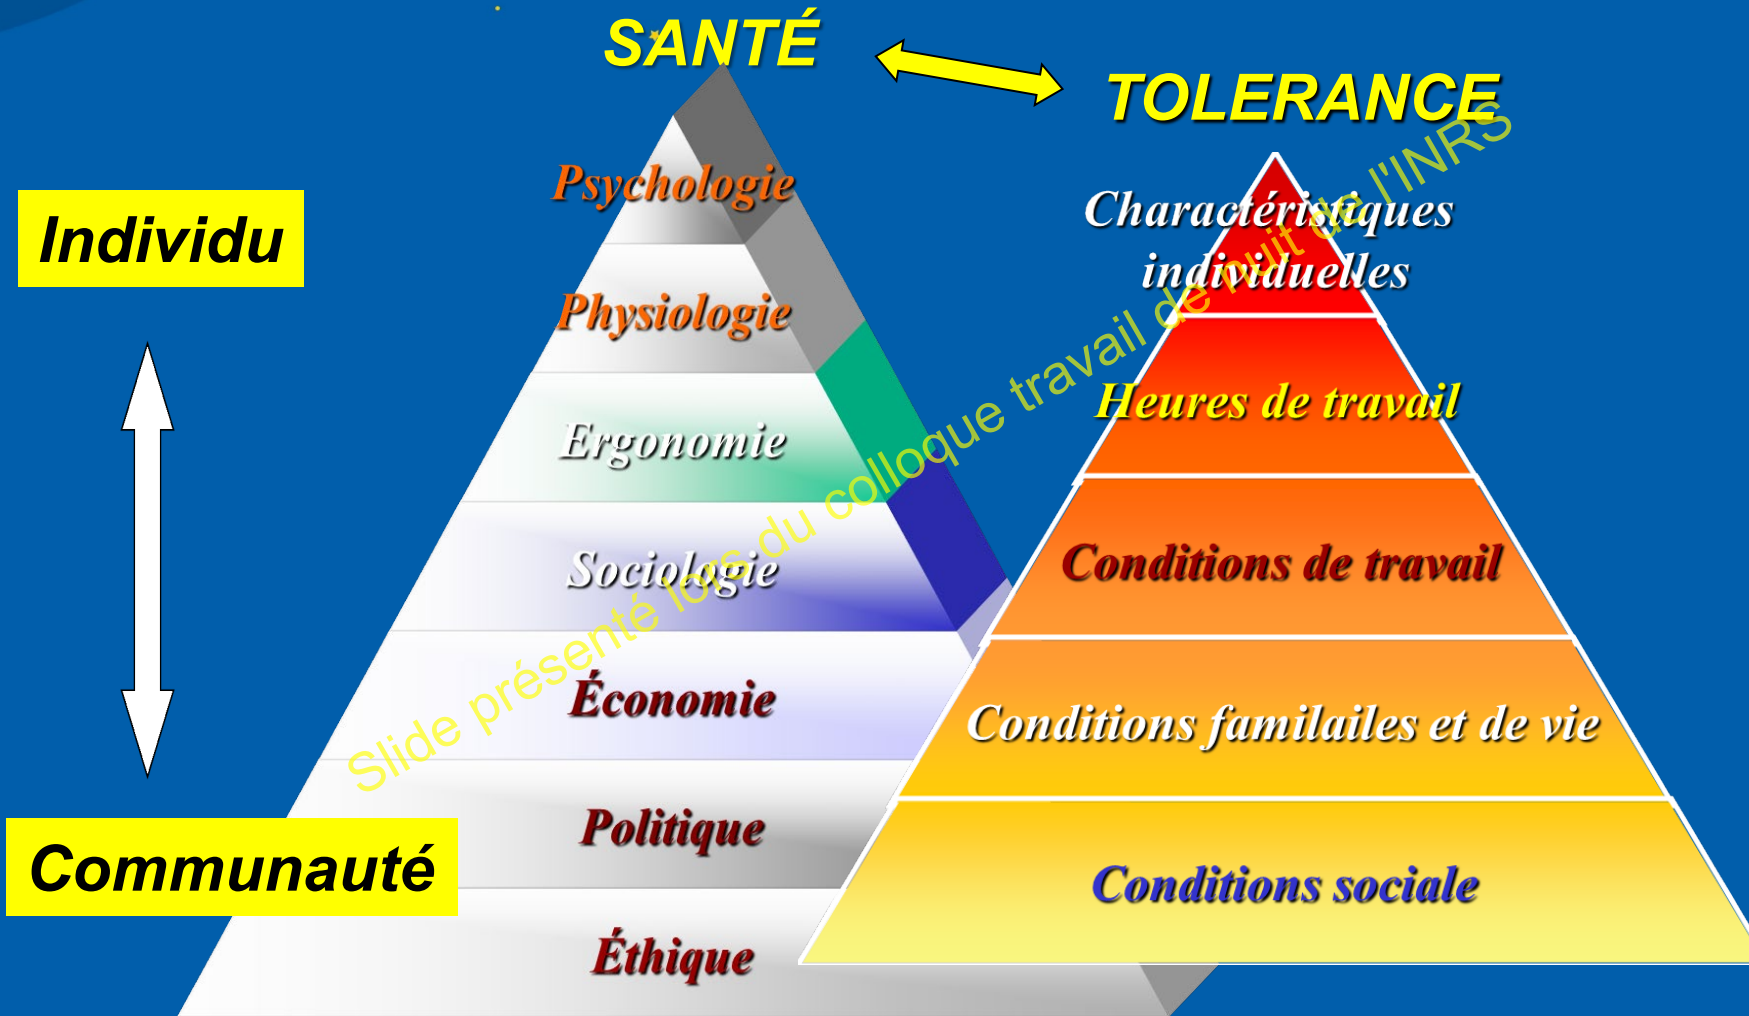 SANTÉ
TOLERANCE
Individu
Communauté
Psychologie
Physiologie
Ergonomie
Sociologie
Économie
Politique
Éthique
Charactéristiques
individuelles
Heures de travail
Conditions de travail
Conditions familailes et de vie
Conditions sociale
Slide présenté lors du colloque travail de nuit de l'INRS